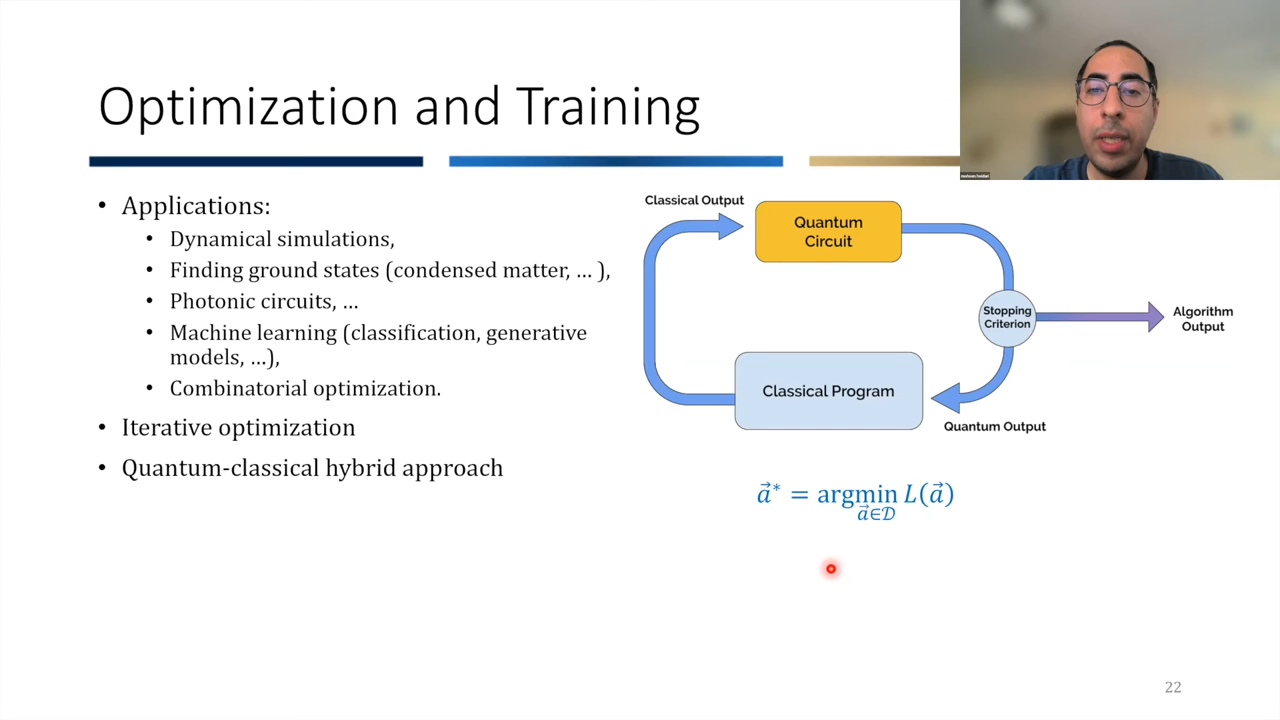 Optimization and Training
• Applications:
• Dynamical simulations,
• Finding ground states (condensed matter, … ),
• Photonic circuits, …
• Machine learning (classification, generative
models, …),
• Combinatorial optimization.
• Iterative optimization
• Quantum-classical hybrid approach
Classical Output
Quantum
Circuit
Stopping
Criterion
Algorithm
Output
Classical Program
Quantum Output
a⃗* = argmin L(a⃗)
a⃗∈𝒟
22